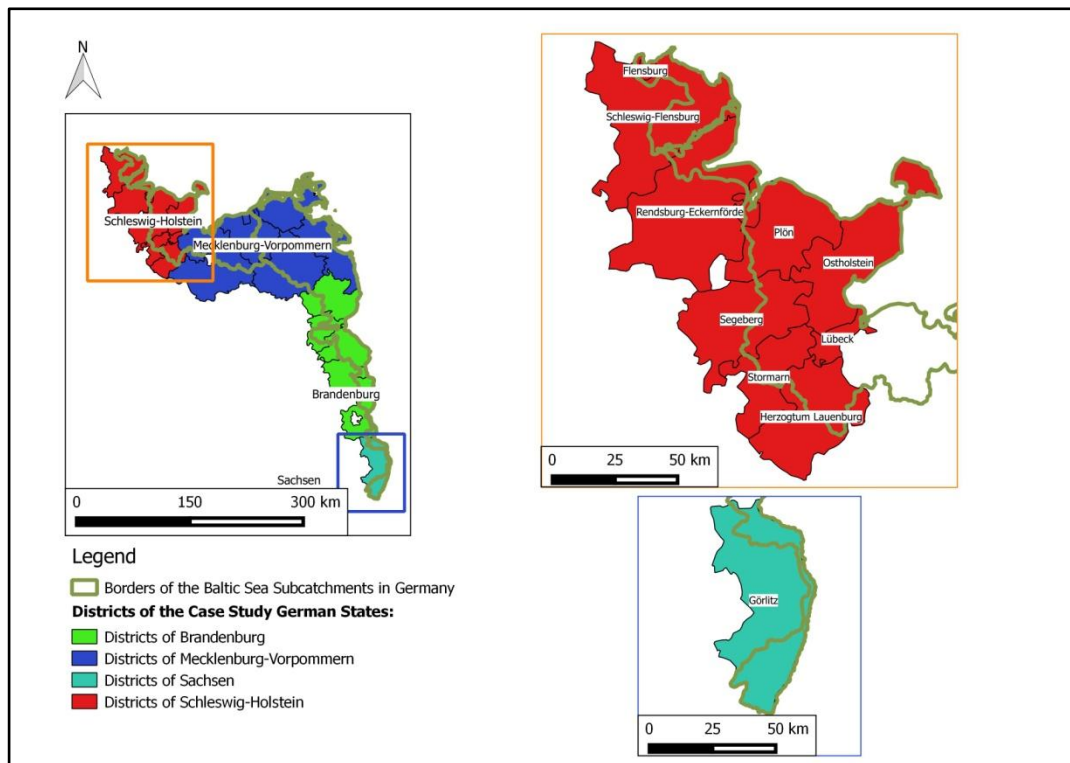 N
Schleswig-Holstein
Mecklenburg-Vorpommern
Brandenburg
Sachsen
0 150 300 km
Legend
Borders of the Baltic Sea Subcatchments in Germany
Districts of the Case Study German States:
Districts of Brandenburg
Districts of Mecklenburg-Vorpommern
Districts of Sachsen
Districts of Schleswig-Holstein
Flensburg
Schleswig-Flensburg
Rendsburg-Eckernförde
Plön
Ostholstein
Segeberg
Lübeck
Stormarn
Herzogtum Lauenburg
0 25 50 km
Görlitz
0 25 50 km